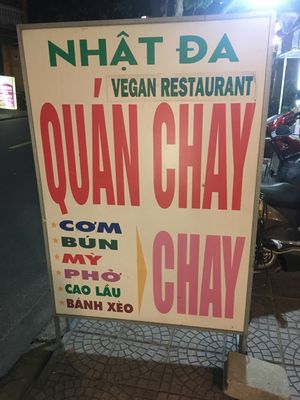 NHẬT ĐA
VEGAN RESTAURANT
QUÁN CHAY
CƠM
BÚN
MỲ
PHỞ
CAO LẦU
BÁNH XÈO
CHAY